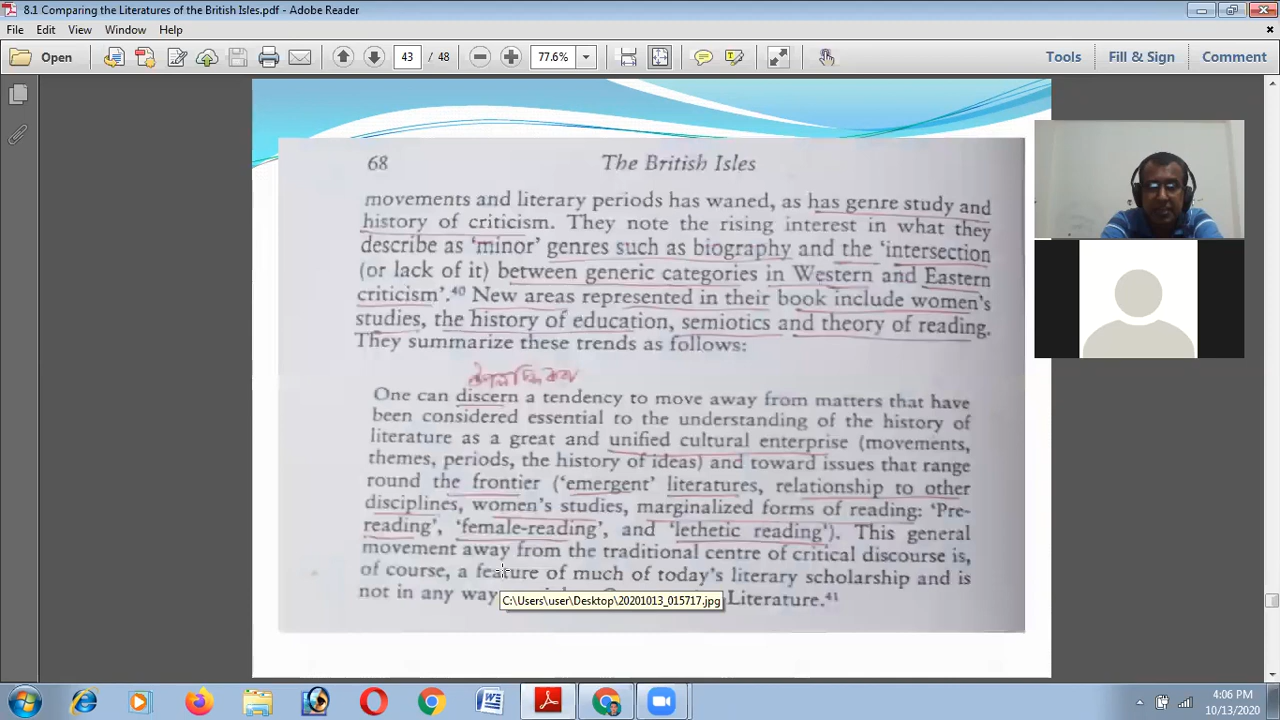 8.1 Comparing the Literatures of the British Isles.pdf - Adobe Reader
File Edit View Window Help
Open 43 / 48 77.6% Tools Fill & Sign Comment
68 The British Isles
movements and literary periods has waned, as has genre study and
history of criticism. They note the rising interest in what they
describe as ‘minor’ genres such as biography and the ‘intersection
(or lack of it) between generic categories in Western and Eastern
criticism’.⁴⁰ New areas represented in their book include women’s
studies, the history of education, semiotics and theory of reading.
They summarize these trends as follows:
One can discern a tendency to move away from matters that have
been considered essential to the understanding of the history of
literature as a great and unified cultural enterprise (movements,
themes, periods, the history of ideas) and toward issues that range
round the frontier (‘emergent’ literatures, relationship to other
disciplines, women’s studies, marginalized forms of reading: ‘Pre-
reading’, ‘female-reading’, and ‘lethetic reading’). This general
movement away from the traditional centre of critical discourse is,
of course, a feature of much of today’s literary scholarship and is
not in any way Literature.⁴¹
C:\Users\user\Desktop\20201013_015717.jpg
4:06 PM
10/13/2020